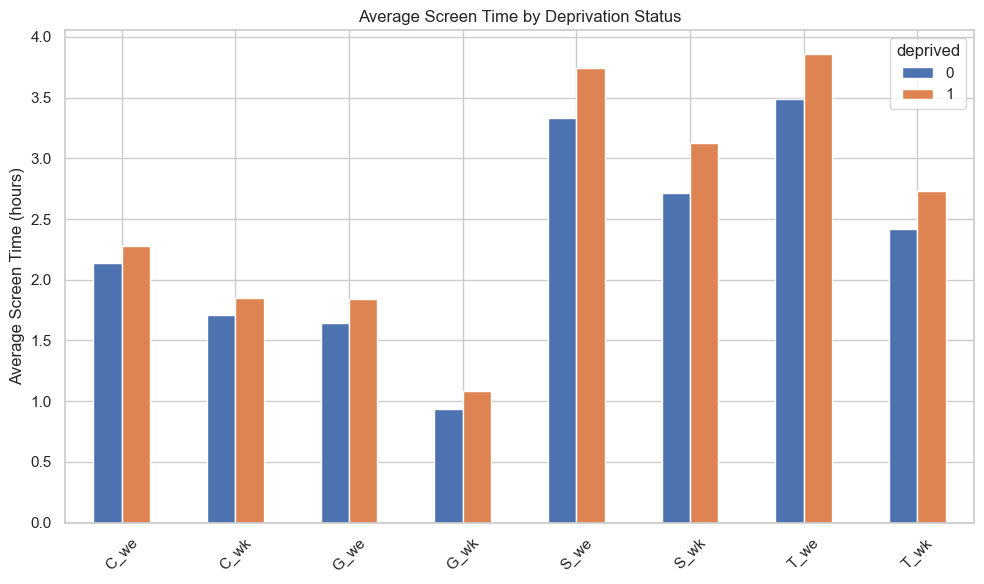 Average Screen Time by Deprivation Status
Average Screen Time (hours)
4.0
3.5
3.0
2.5
2.0
1.5
1.0
0.5
0.0
deprived
0
1
C_we
C_wk
G_we
G_wk
S_we
S_wk
T_we
T_wk